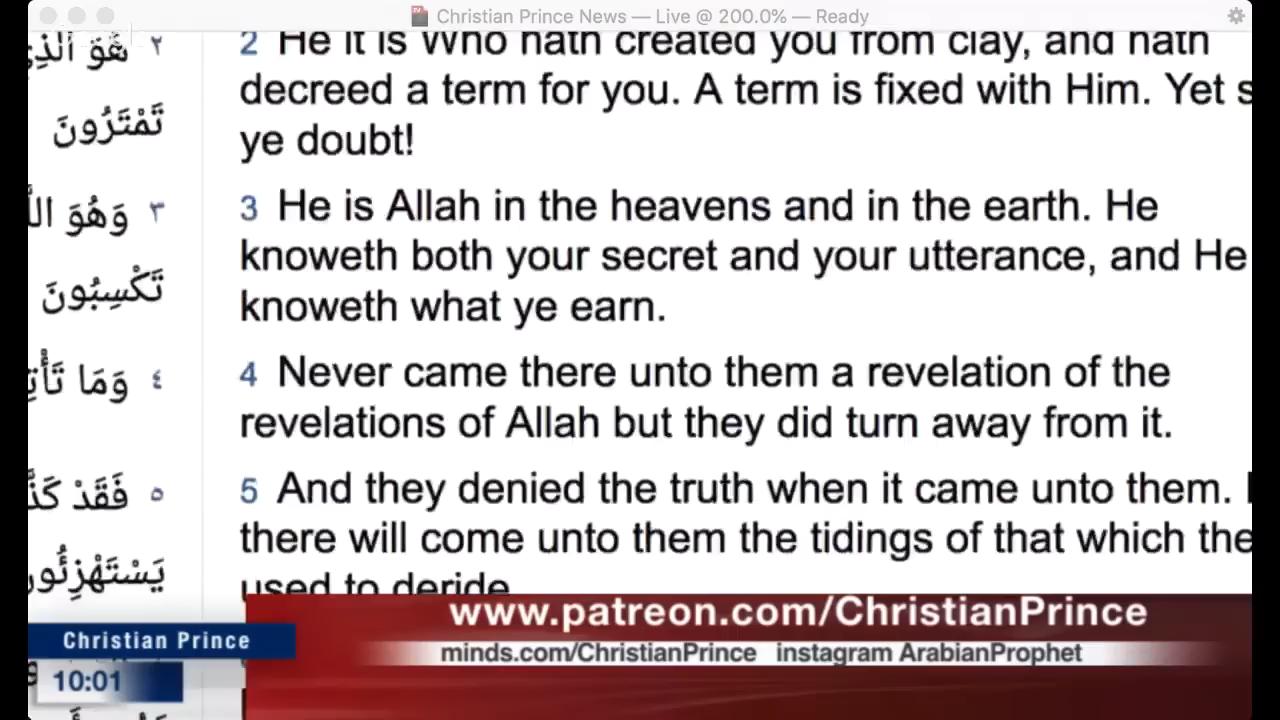 Christian Prince News — Live @ 200.0% — Ready
2 He it is Who hath created you from clay, and hath
decreed a term for you. A term is fixed with Him. Yet s
ye doubt!
3 He is Allah in the heavens and in the earth. He
knoweth both your secret and your utterance, and He
knoweth what ye earn.
4 Never came there unto them a revelation of the
revelations of Allah but they did turn away from it.
5 And they denied the truth when it came unto them.
there will come unto them the tidings of that which the
used to deride
٢ هُوَ الَّذِي
تَمْتَرُونَ
٣ وَهُوَ
تَكْسِبُونَ
٤ وَمَا
٥ فَقَدْ
www.patreon.com/ChristianPrince
Christian Prince
minds.com/ChristianPrince instagram ArabianProphet
10:01